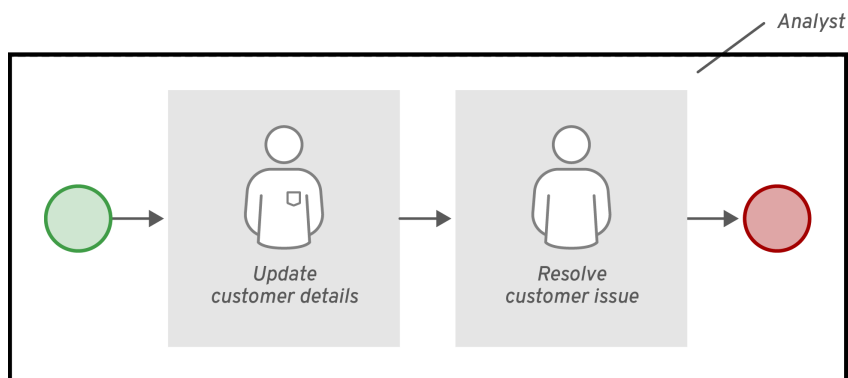 Analyst
Update
customer details
Resolve
customer issue